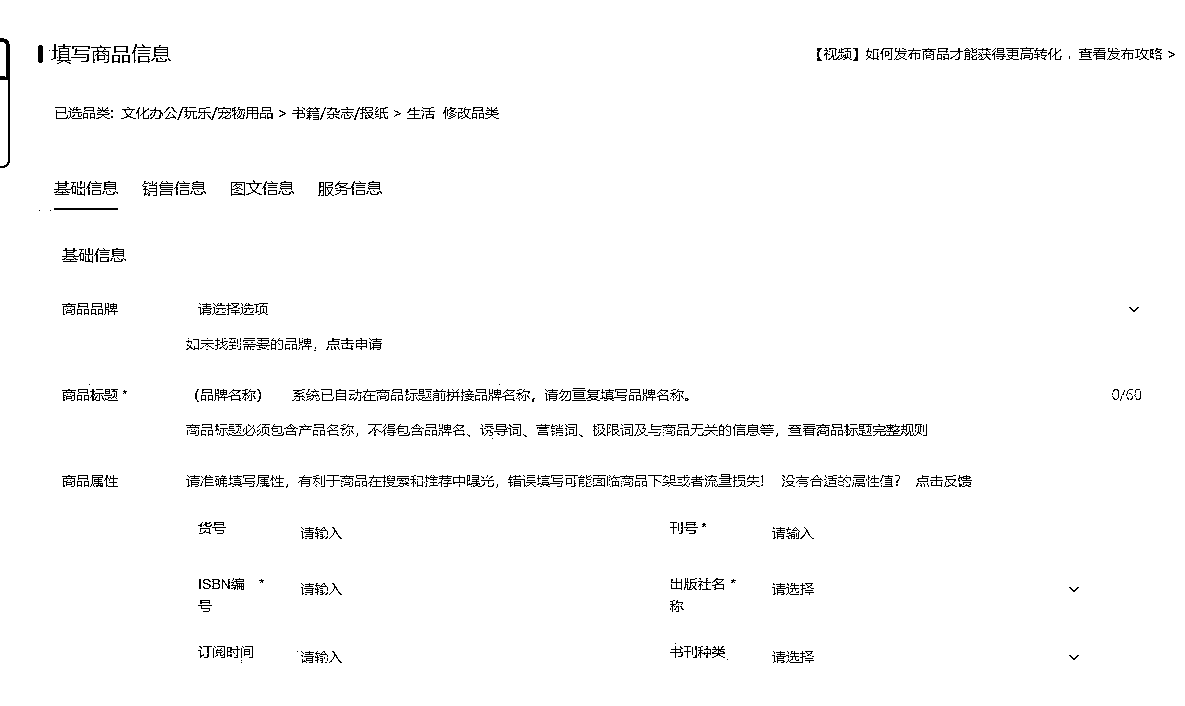 填写商品信息
【视频】如何发布商品才能获得更高转化，查看发布攻略 >
已选品类: 文化办公/玩乐/宠物用品 > 书籍/杂志/报纸 > 生活 修改品类
基础信息 销售信息 图文信息 服务信息
基础信息
商品品牌 请选择选项
如未找到需要的品牌，点击申请
商品标题 * （品牌名称） 系统已自动在商品标题前拼接品牌名称，请勿重复填写品牌名称。 0/60
商品标题必须包含产品名称，不得包含品牌名、诱导词、营销词、极限词及与商品无关的信息等，查看商品标题完整规则
商品属性 请准确填写属性，有利于商品在搜索和推荐中曝光，错误填写可能面临商品下架或者流量损失！ 没有合适的属性值？ 点击反馈
货号 请输入 刊号 * 请输入
ISBN编号 * 请输入 出版社名称 * 请选择
订阅时间 请输入 书刊种类 请选择